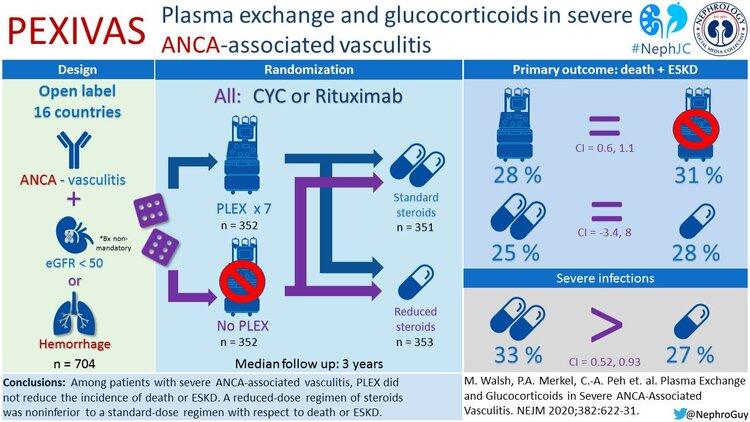 PEXIVAS
Plasma exchange and glucocorticoids in severe
ANCA-associated vasculitis
#NephJC
NEPHROLOGY
SOCIAL MEDIA COLLECTIVE
Design
Open label
16 countries
ANCA - vasculitis
+
*Bx non-
mandatory
eGFR < 50
or
Hemorrhage
n = 704
Randomization
All: CYC or Rituximab
PLEX x 7
n = 352
No PLEX
n = 352
Standard
steroids
n = 351
Reduced
steroids
n = 353
Median follow up: 3 years
Primary outcome: death + ESKD
=
CI = 0.6, 1.1
28 %
31 %
=
CI = -3.4, 8
25 %
28 %
Severe infections
>
CI = 0.52, 0.93
33 %
27 %
Conclusions: Among patients with severe ANCA-associated vasculitis, PLEX did
not reduce the incidence of death or ESKD. A reduced-dose regimen of steroids
was noninferior to a standard-dose regimen with respect to death or ESKD.
M. Walsh, P.A. Merkel, C.-A. Peh et. al. Plasma Exchange
and Glucocorticoids in Severe ANCA-Associated
Vasculitis. NEJM 2020;382:622-31.
@NephroGuy